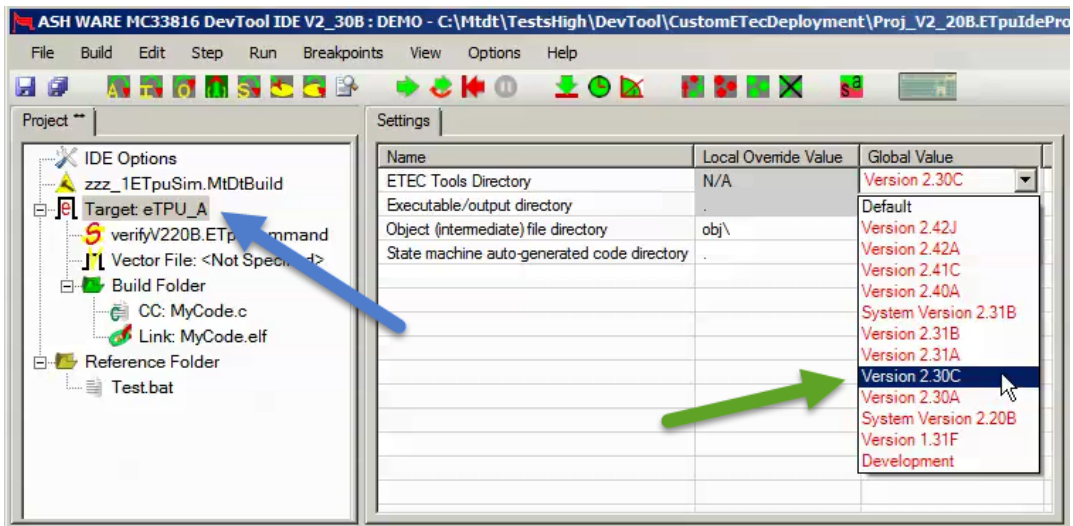 ASH WARE MC33816 DevTool IDE V2_30B : DEMO - C:\Mtdt\TestsHigh\DevTool\CustomETecDeployment\Proj_V2_20B.ETpuIdePro
File Build Edit Step Run Breakpoints View Options Help
Project **
IDE Options
zzz_1ETpuSim.MtDtBuild
Target: eTPU_A
verifyV220B.ETp mmand
Vector File: <Not Spec
Build Folder
CC: MyCode.c
Link: MyCode.elf
Reference Folder
Test.bat
Settings
Name Local Override Value Global Value
ETEC Tools Directory N/A Version 2.30C
Executable/output directory .
Object (intermediate) file directory obj\
State machine auto-generated code directory .
Default
Version 2.42J
Version 2.42A
Version 2.41C
Version 2.40A
System Version 2.31B
Version 2.31B
Version 2.31A
Version 2.30C
Version 2.30A
System Version 2.20B
Version 1.31F
Development